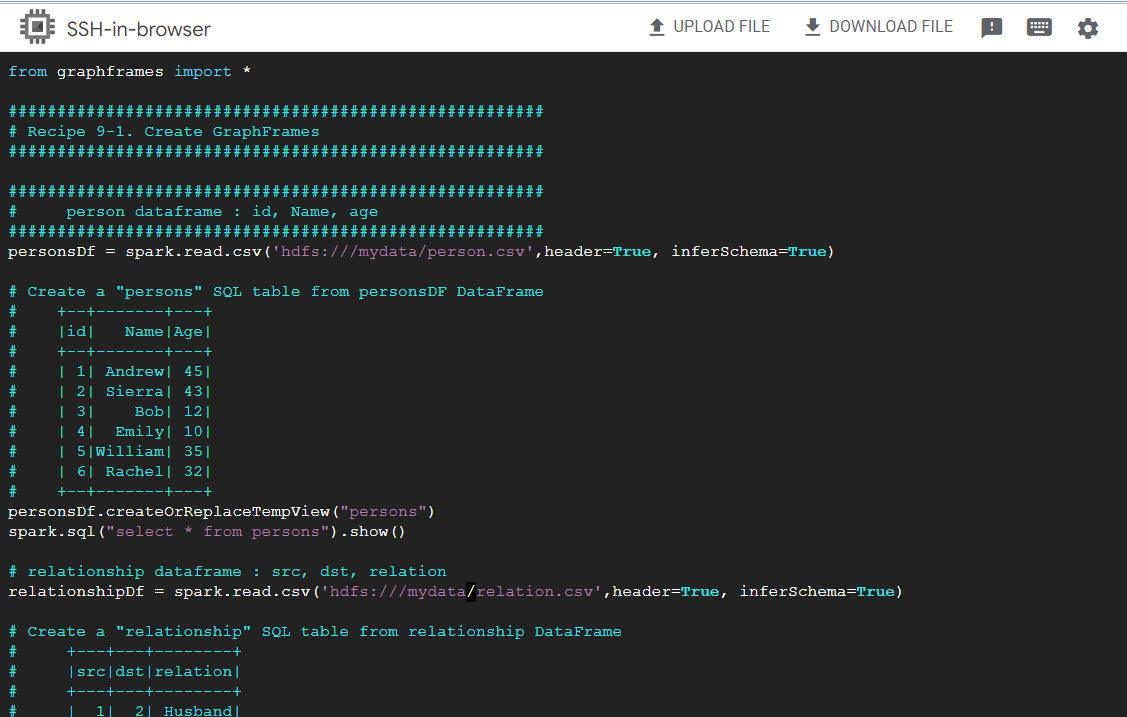 SSH-in-browser UPLOAD FILE DOWNLOAD FILE
from graphframes import *
#######################################################
# Recipe 9-1. Create GraphFrames
#######################################################
#######################################################
#     person dataframe : id, Name, age
#######################################################
personsDf = spark.read.csv('hdfs:///mydata/person.csv',header=True, inferSchema=True)
# Create a "persons" SQL table from personsDF DataFrame
#    +--+-------+---+
#    |id|   Name|Age|
#    +--+-------+---+
#    | 1| Andrew| 45|
#    | 2| Sierra| 43|
#    | 3|    Bob| 12|
#    | 4|  Emily| 10|
#    | 5|William| 35|
#    | 6| Rachel| 32|
#    +--+-------+---+
personsDf.createOrReplaceTempView("persons")
spark.sql("select * from persons").show()
# relationship dataframe : src, dst, relation
relationshipDf = spark.read.csv('hdfs:///mydata/relation.csv',header=True, inferSchema=True)
# Create a "relationship" SQL table from relationship DataFrame
#     +---+---+--------+
#     |src|dst|relation|
#     +---+---+--------+
#     |  1|  2| Husband|